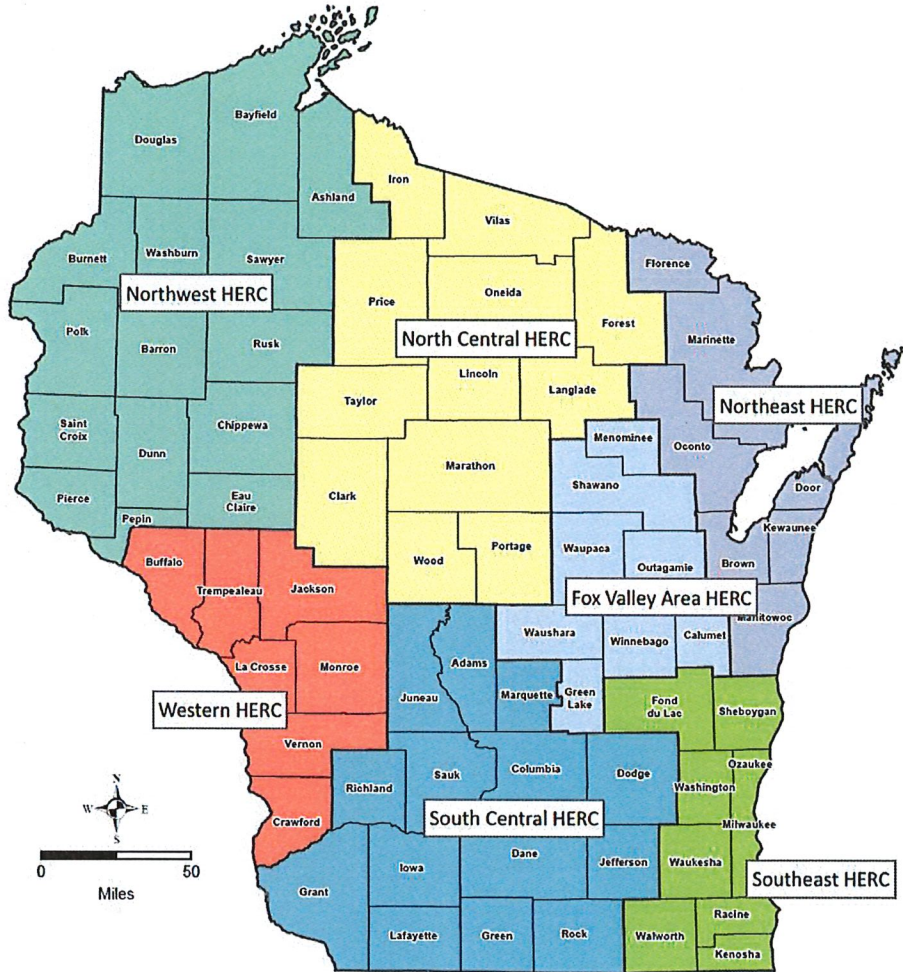 Bayfield
Douglas
Iron
Ashland
Vilas
Burnett
Washburn
Sawyer
Florence
Northwest HERC
Oneida
Price
Forest
Polk
North Central HERC
Marinette
Rusk
Barron
Lincoln
Langlade
Taylor
Northeast HERC
Saint
Croix
Chippewa
Menominee
Oconto
Dunn
Marathon
Shawano
Door
Clark
Pierce
Eau
Claire
Pepin
Kewaunee
Waupaca
Wood
Portage
Buffalo
Outagamie
Brown
Trempealeau
Jackson
Fox Valley Area HERC
Manitowoc
Waushara
Winnebago
Calumet
La Crosse
Monroe
Adams
Juneau
Marquette
Green
Lake
Fond
du Lac
Sheboygan
Western HERC
Vernon
Ozaukee
Columbia
Sauk
Dodge
Washington
Richland
N
W
E
S
South Central HERC
Crawford
Milwaukee
0
50
Miles
Dane
Jefferson
Waukesha
Iowa
Southeast HERC
Grant
Racine
Lafayette
Green
Rock
Walworth
Kenosha